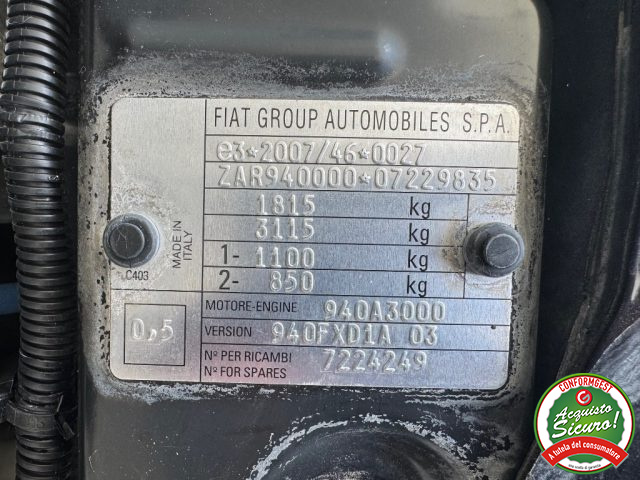 FIAT GROUP AUTOMOBILES S.P.A.
e3*2007/46*0027
ZAR940000*07229835
1815 kg
3115 kg
1- 1100 kg
2- 850 kg
MOTORE-ENGINE 940A3000
VERSION 940FXD1A 03
Nº PER RICAMBI
Nº FOR SPARES 7224249
MADE IN
ITALY
C403
0,5
CONFORMGEST
Acquisto
Sicuro!
A tutela del consumatore